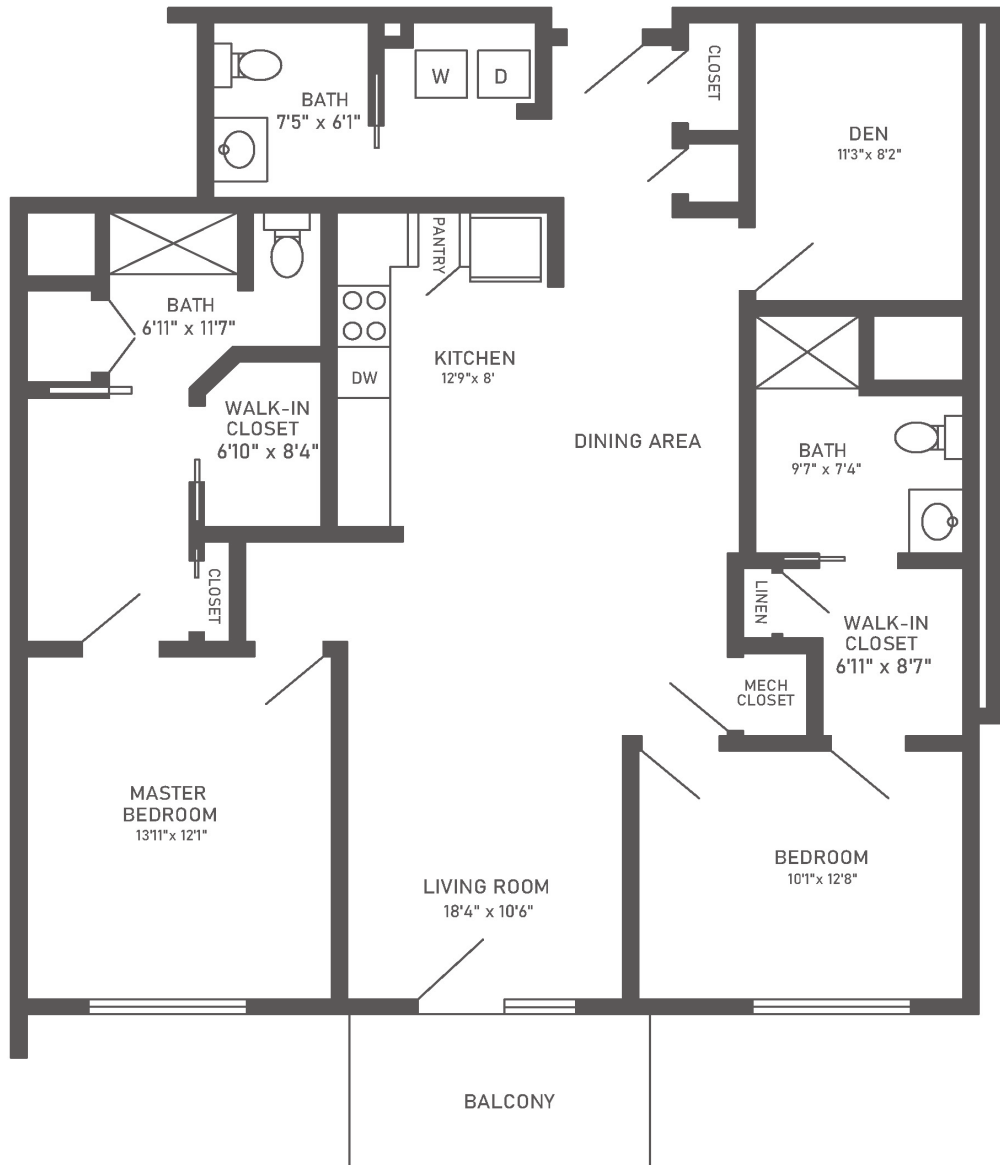 W
D
CLOSET
BATH
7'5" x 6'1"
DEN
11'3"x 8'2"
PANTRY
BATH
6'11" x 11'7"
KITCHEN
12'9"x 8'
DW
WALK-IN
CLOSET
6'10" x 8'4"
DINING AREA
BATH
9'7" x 7'4"
CLOSET
LINEN
WALK-IN
CLOSET
6'11" x 8'7"
MECH
CLOSET
MASTER
BEDROOM
13'11"x 12'1"
BEDROOM
10'1"x 12'8"
LIVING ROOM
18'4" x 10'6"
BALCONY